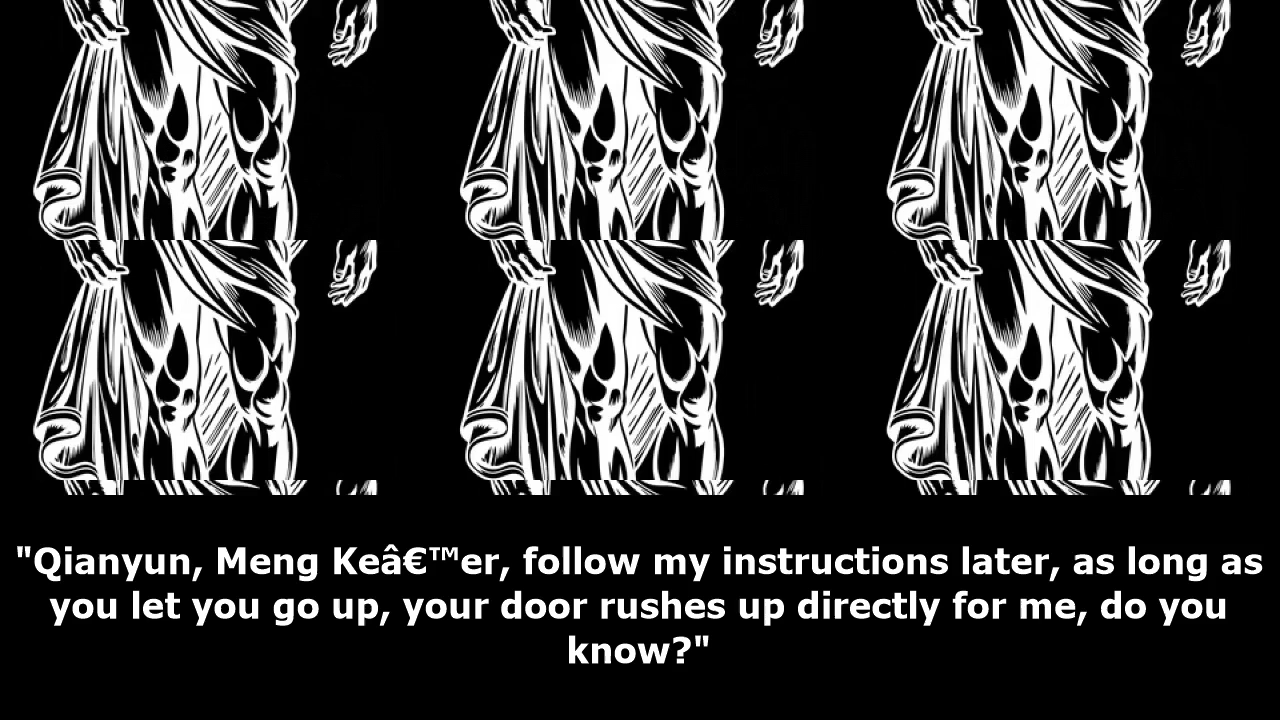 "Qianyun, Meng Keâ€™er, follow my instructions later, as long as
you let you go up, your door rushes up directly for me, do you
know?"